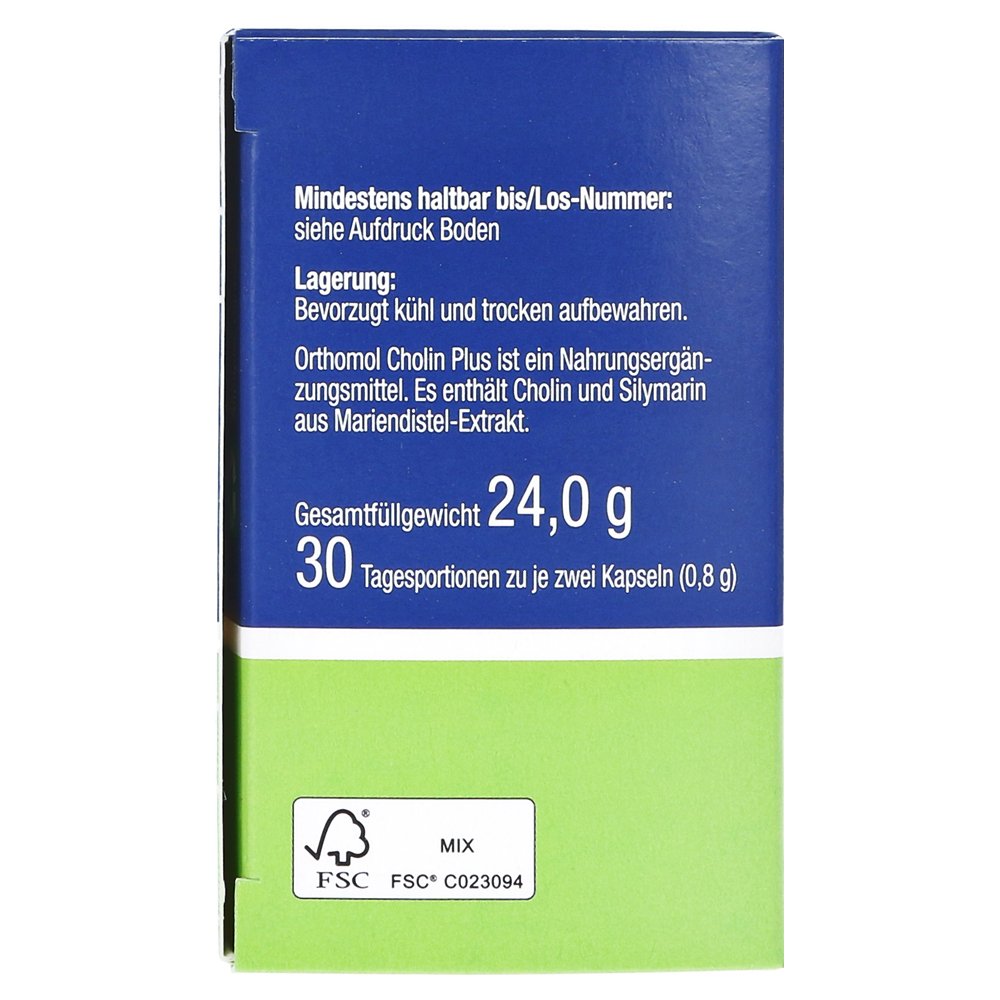 Mindestens haltbar bis/Los-Nummer:
siehe Aufdruck Boden
Lagerung:
Bevorzugt kühl und trocken aufbewahren.
Orthomol Cholin Plus ist ein Nahrungsergän-
zungsmittel. Es enthält Cholin und Silymarin
aus Mariendistel-Extrakt.
Gesamtfüllgewicht 24,0 g
30 Tagesportionen zu je zwei Kapseln (0,8 g)
®
MIX
FSC FSC® C023094